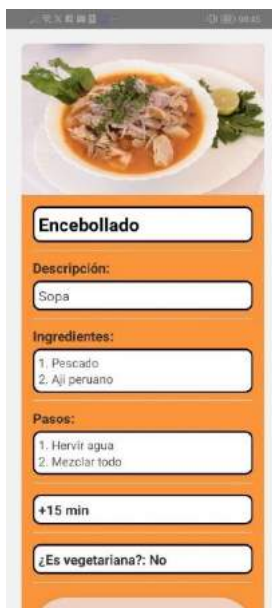 Encebollado
Descripción:
Sopa
Ingredientes:
1. Pescado
2. Aji peruano
Pasos:
1. Hervir agua
2. Mezclar todo
+15 min
¿Es vegetariana?: No